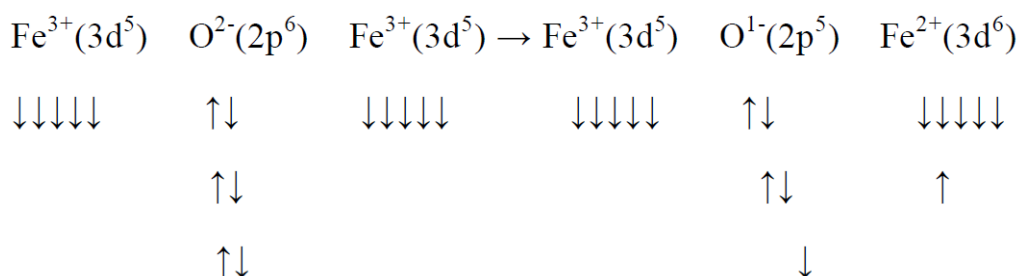 Fe³⁺(3d⁵) O²⁻(2p⁶) Fe³⁺(3d⁵) → Fe³⁺(3d⁵) O¹⁻(2p⁵) Fe²⁺(3d⁶)
↓↓↓↓↓ ↑↓ ↓↓↓↓↓ ↓↓↓↓↓ ↑↓ ↓↓↓↓↓
↑↓ ↑↓ ↑
↑↓ ↓